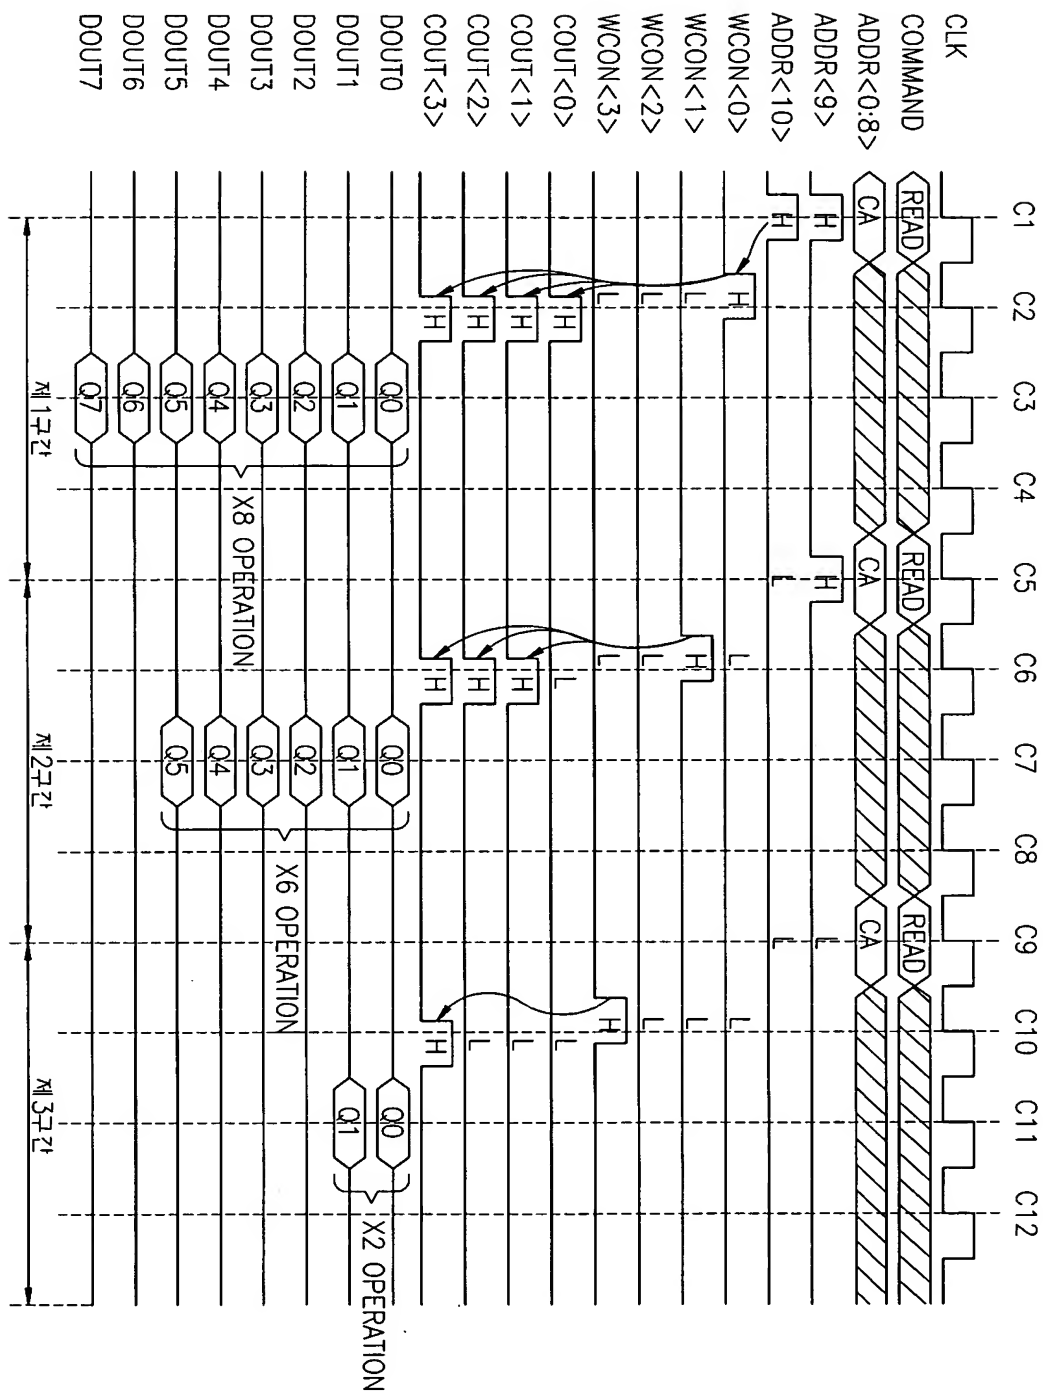 C1 C2 C3 C4 C5 C6 C7 C8 C9 C10 C11 C12
CLK
COMMAND READ READ READ
ADDR<0:8> CA CA CA
ADDR<9> H H L
ADDR<10> H L L
WCON<0> H L L
WCON<1> L H L
WCON<2> L L L
WCON<3> L L H
COUT<0> H L L
COUT<1> H H L
COUT<2> H H L
COUT<3> H H H
DOUT0 Q0 Q0 Q0
DOUT1 Q1 Q1 Q1
DOUT2 Q2 Q2
DOUT3 Q3 Q3
DOUT4 Q4 Q4
DOUT5 Q5 Q5
DOUT6 Q6
DOUT7 Q7
X8 OPERATION
X6 OPERATION
X2 OPERATION
제1구간 제2구간 제3구간